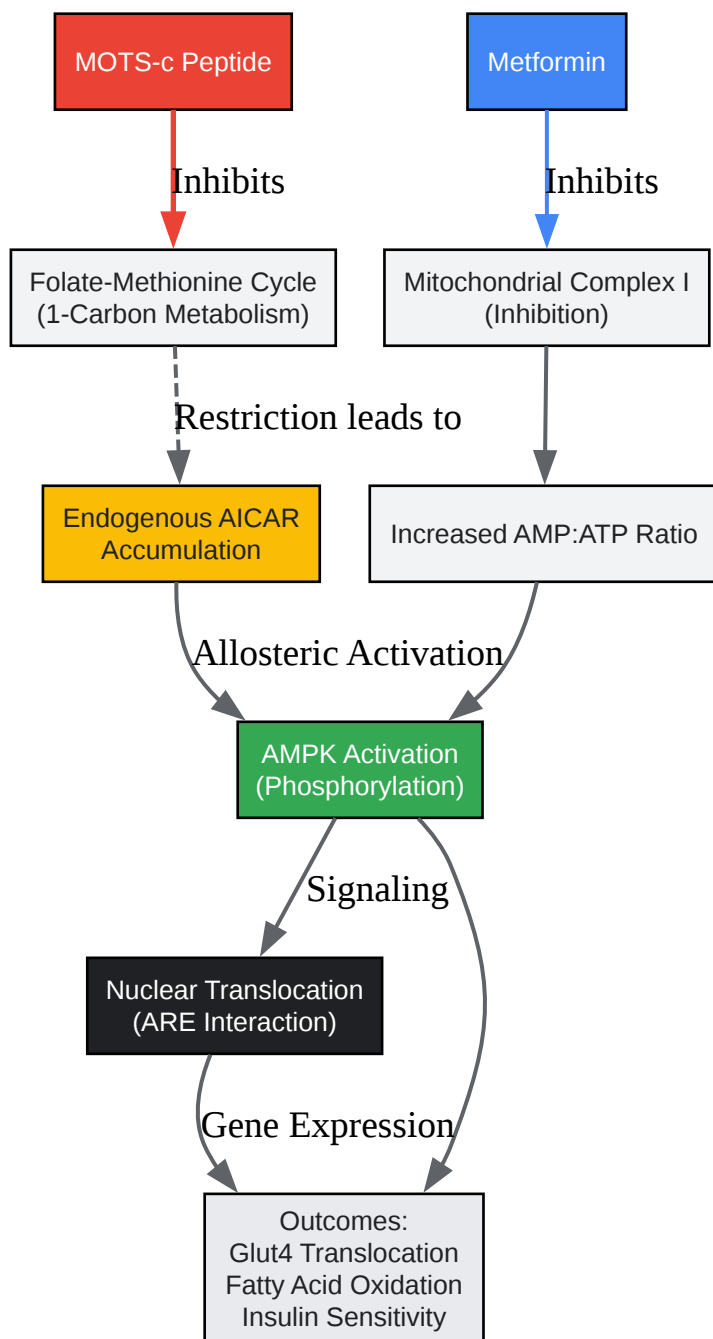 MOTS-c Peptide
Metformin
Inhibits
Inhibits
Folate-Methionine Cycle
(1-Carbon Metabolism)
Mitochondrial Complex I
(Inhibition)
Restriction leads to
Endogenous AICAR
Accumulation
Increased AMP:ATP Ratio
Allosteric Activation
AMPK Activation
(Phosphorylation)
Signaling
Nuclear Translocation
(ARE Interaction)
Gene Expression
Outcomes:
Glut4 Translocation
Fatty Acid Oxidation
Insulin Sensitivity